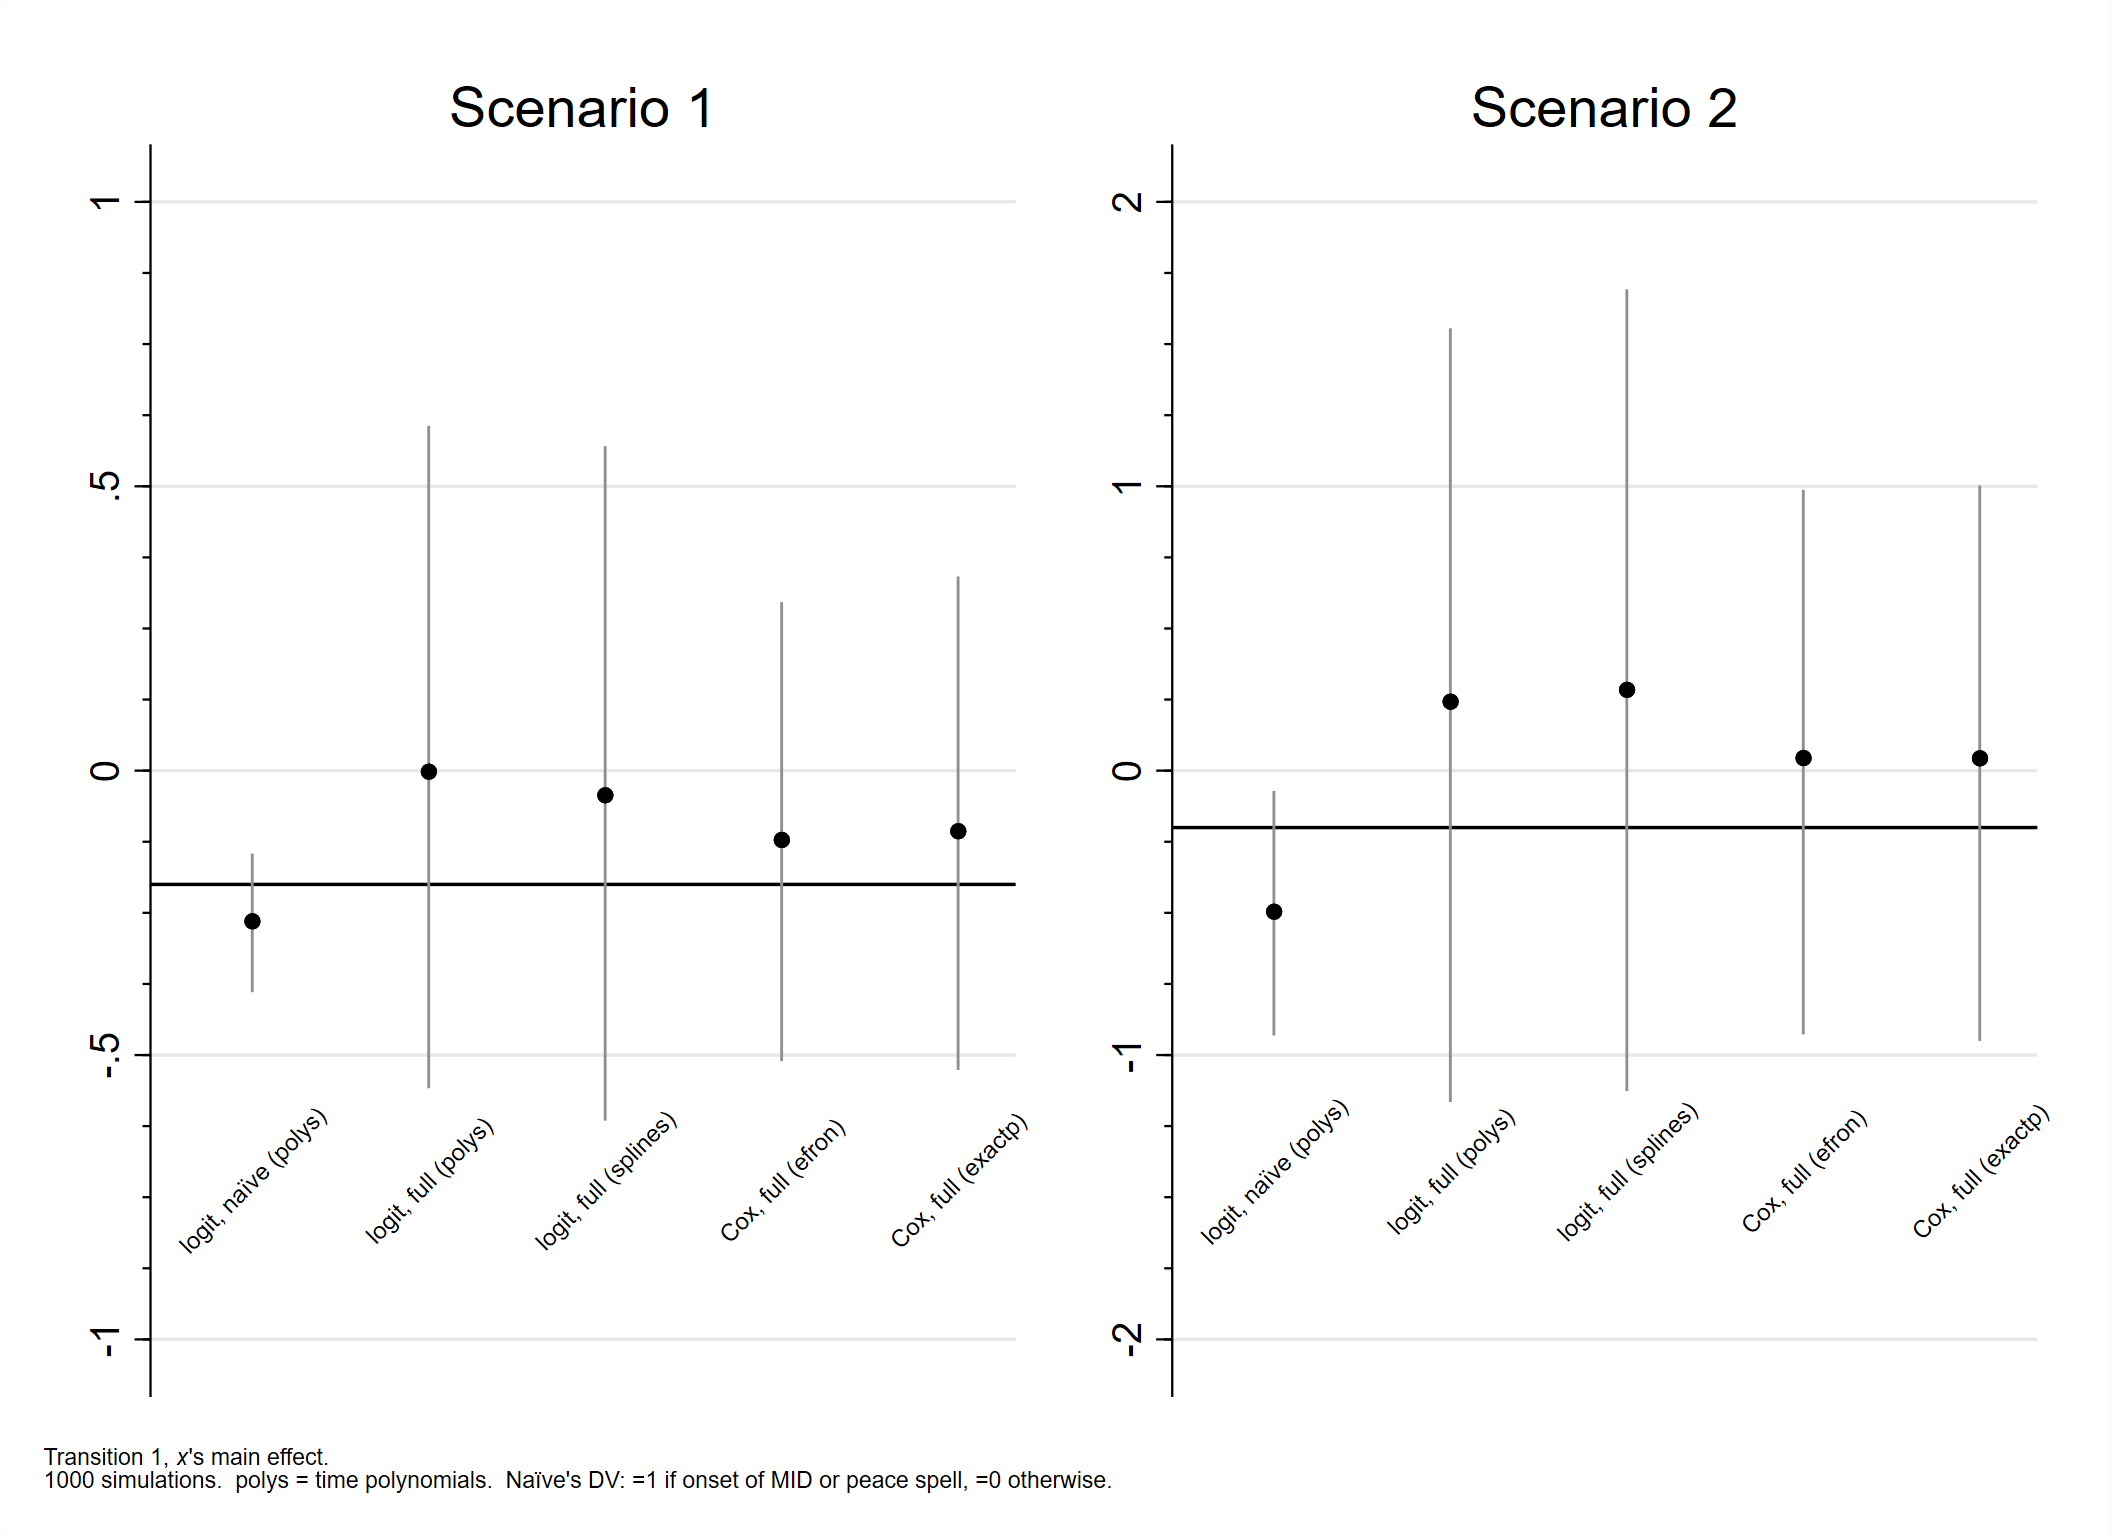 Scenario 1
1
.5
0
-.5
-1
logit, naïve (polys)
logit, full (polys)
logit, full (splines)
Cox, full (efron)
Cox, full (exactp)
Scenario 2
2
1
0
-1
-2
logit, naïve (polys)
logit, full (polys)
logit, full (splines)
Cox, full (efron)
Cox, full (exactp)
Transition 1, x's main effect.
1000 simulations.  polys = time polynomials.  Naïve's DV: =1 if onset of MID or peace spell, =0 otherwise.